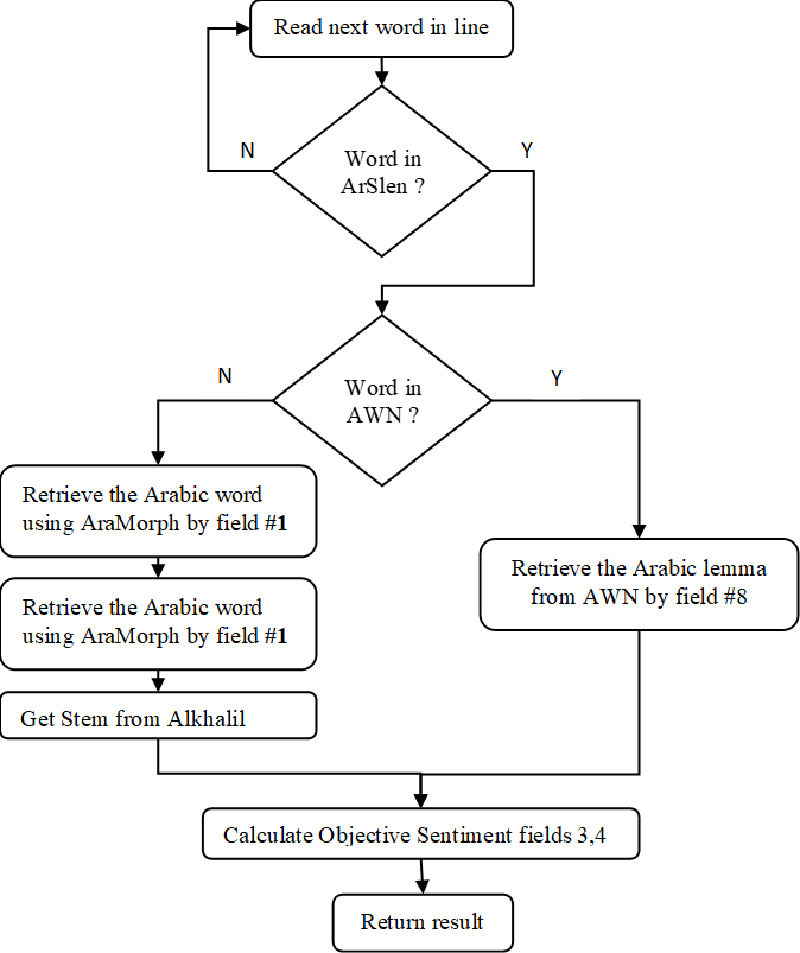 Read next word in line
N
Y
Word in
ArSlen ?
N
Y
Word in
AWN ?
Retrieve the Arabic word
using AraMorph by field #1
Retrieve the Arabic lemma
from AWN by field #8
Retrieve the Arabic word
using AraMorph by field #1
Get Stem from Alkhalil
Calculate Objective Sentiment fields 3,4
Return result